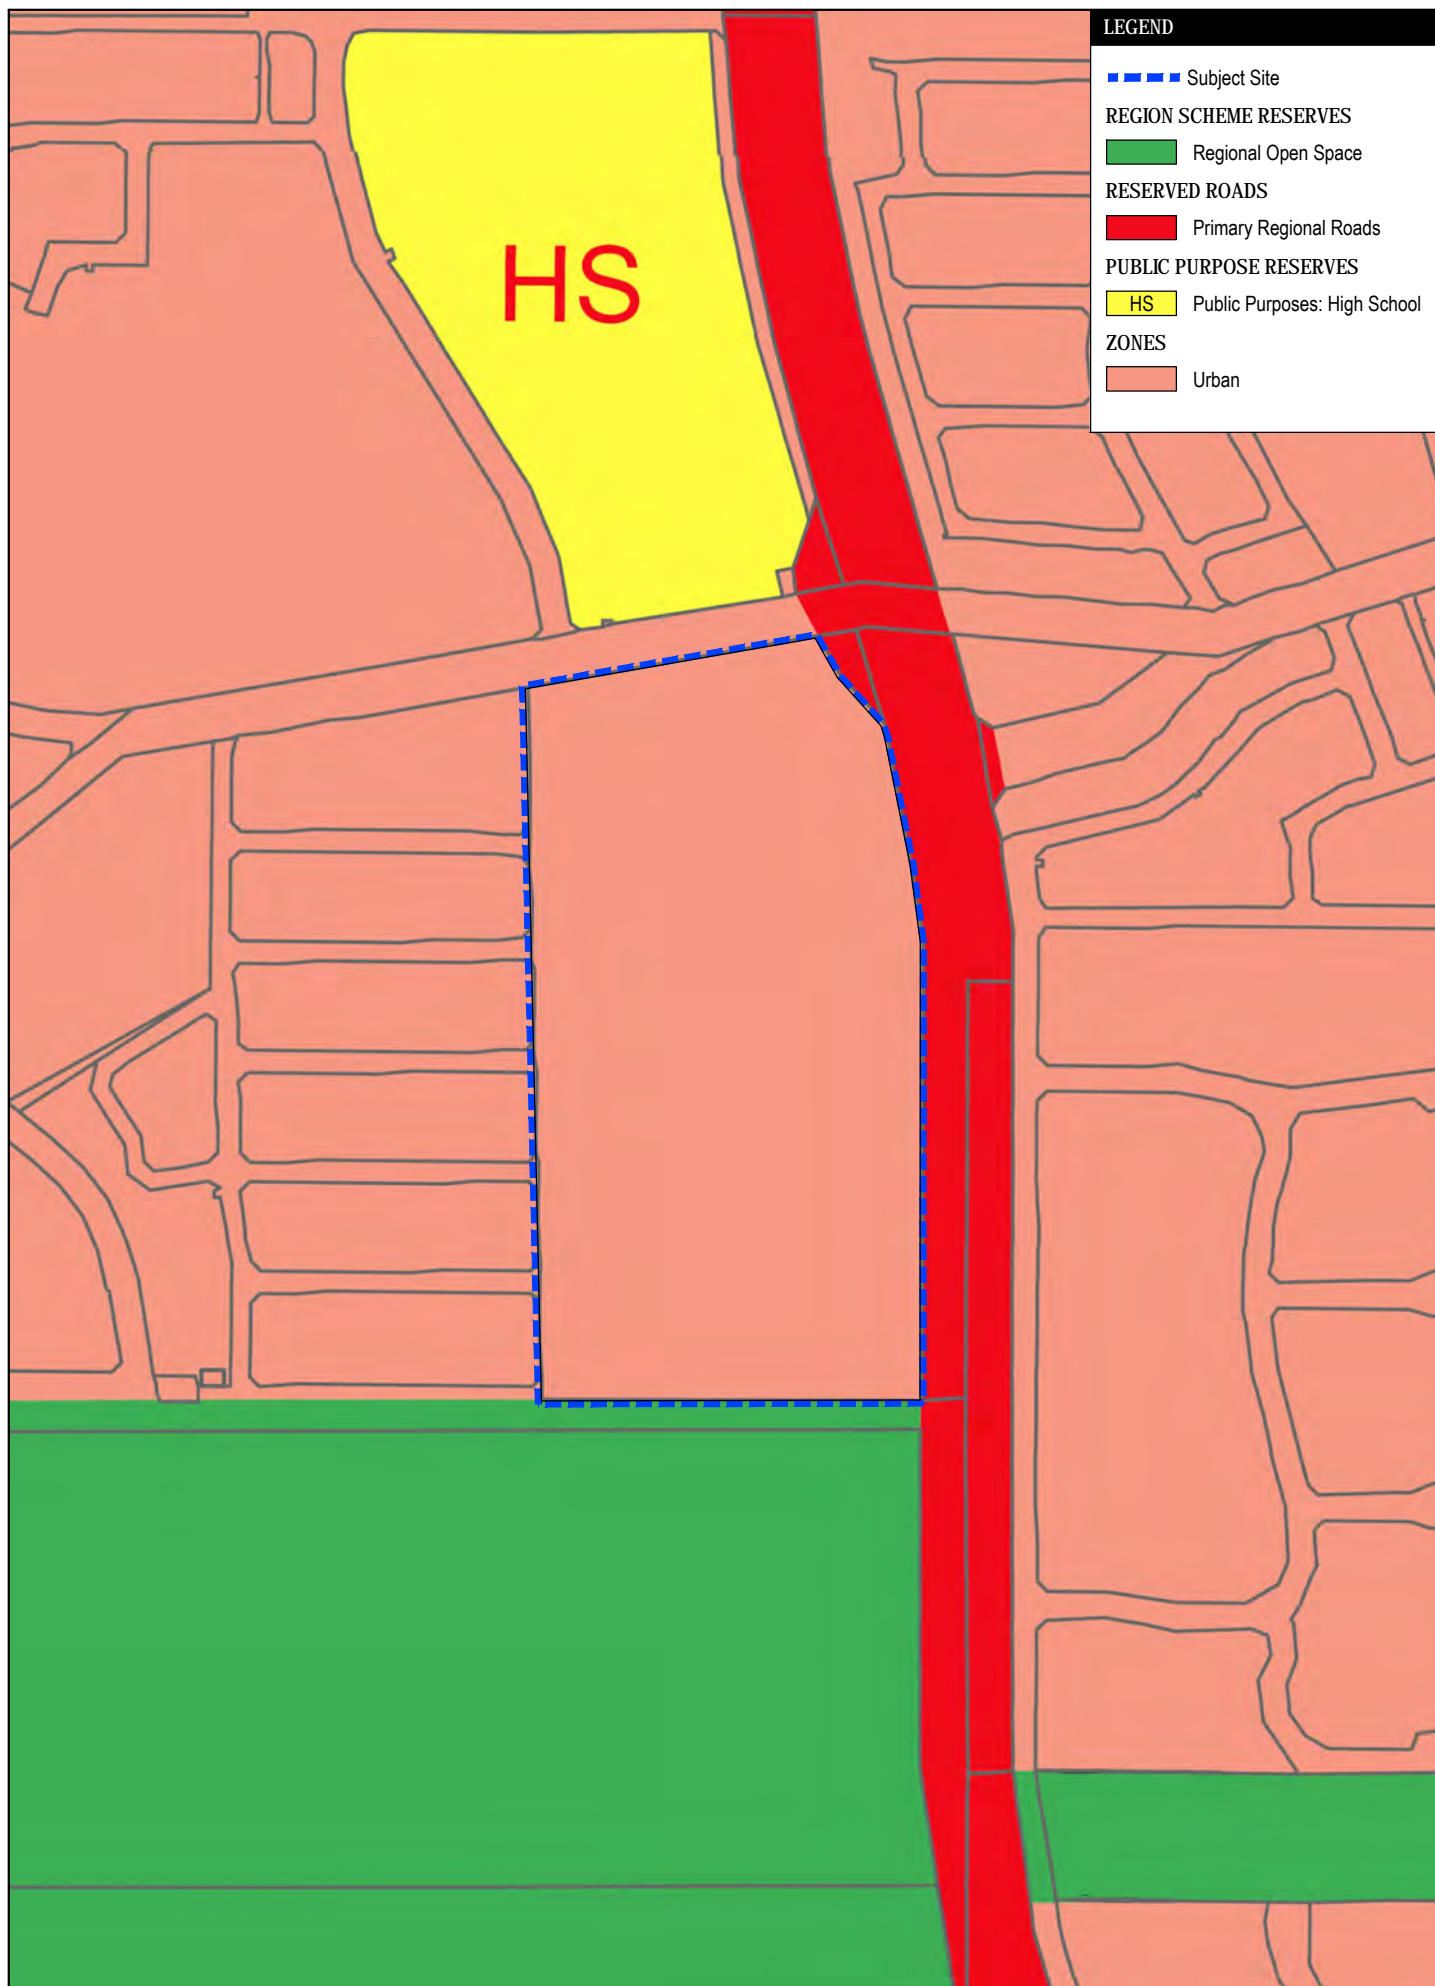 LEGEND
Subject Site
REGION SCHEME RESERVES
Regional Open Space
RESERVED ROADS
Primary Regional Roads
PUBLIC PURPOSE RESERVES
HS Public Purposes: High School
ZONES
Urban
HS